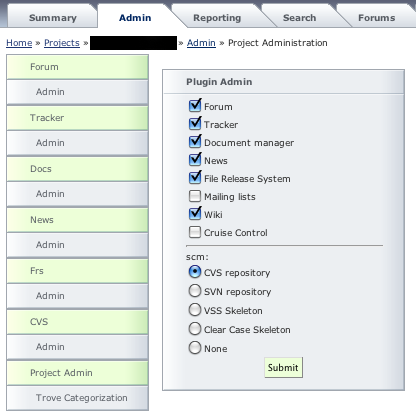 Summary Admin Reporting Search Forums
Home » Projects » » Admin » Project Administration
Forum
Admin
Tracker
Admin
Docs
Admin
News
Admin
Frs
Admin
CVS
Admin
Project Admin
Trove Categorization
Plugin Admin
Forum
Tracker
Document manager
News
File Release System
Mailing lists
Wiki
Cruise Control
scm:
CVS repository
SVN repository
VSS Skeleton
Clear Case Skeleton
None
Submit